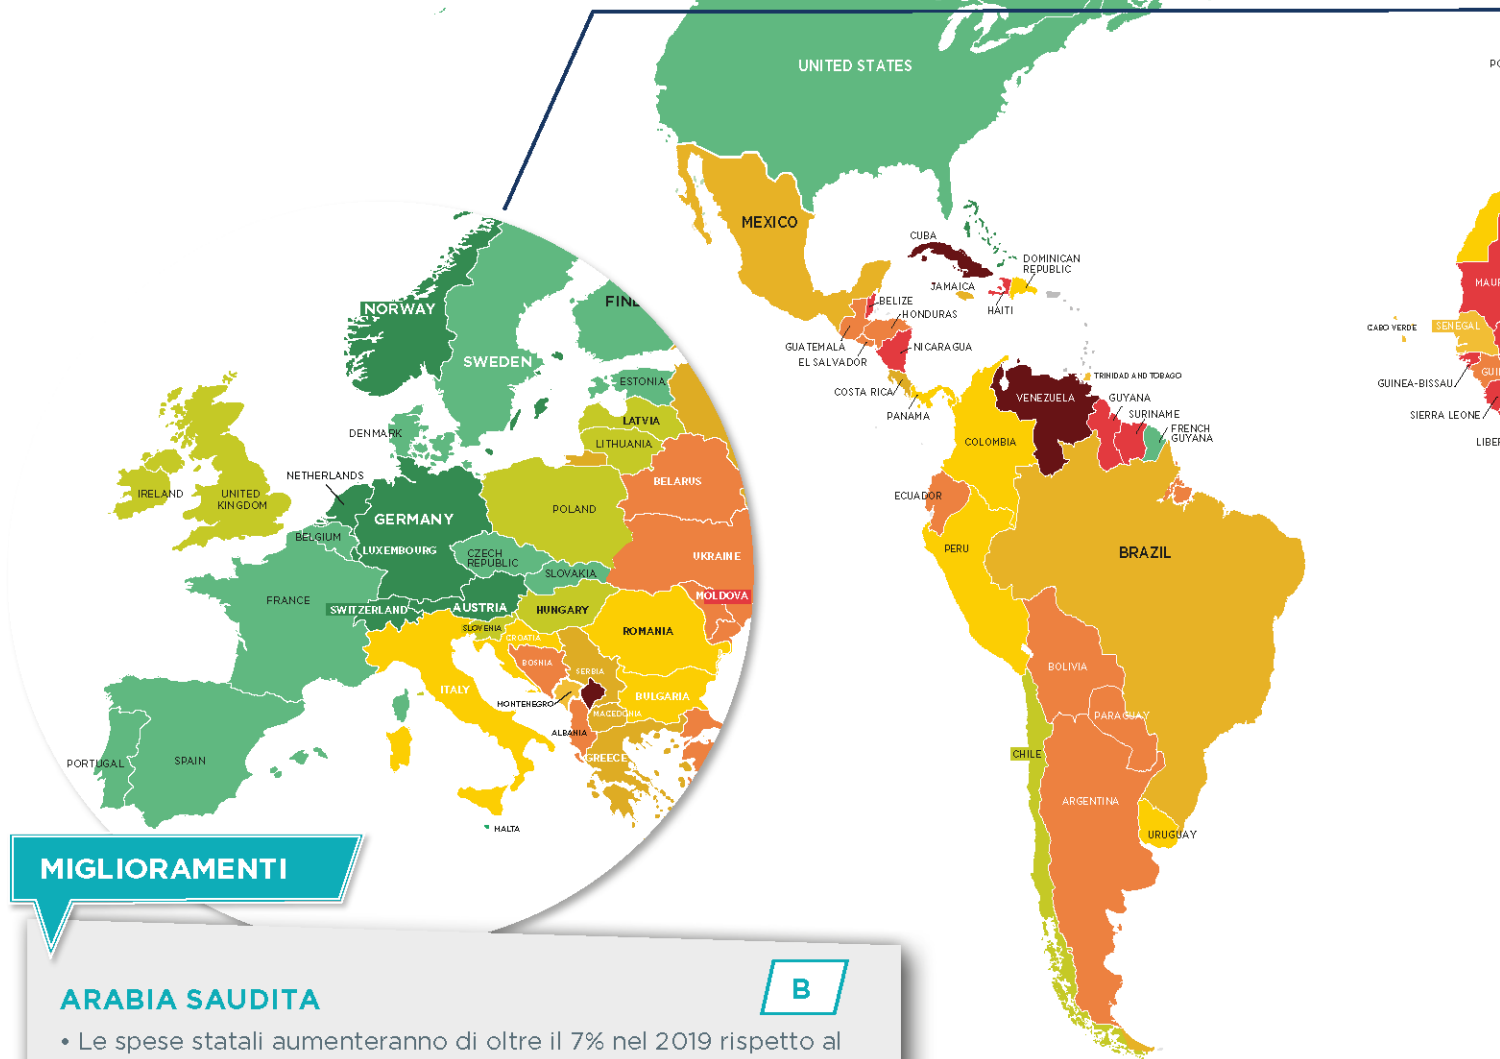 UNITED STATES
PO
MEXICO
CUBA
DOMINICAN
REPUBLIC
JAMAICA
HAITI
BELIZE
HONDURAS
GUATEMALA
EL SALVADOR
NICARAGUA
COSTA RICA
PANAMA
TRINIDAD AND TOBAGO
VENEZUELA
GUYANA
SURINAME
FRENCH
GUYANA
COLOMBIA
ECUADOR
PERU
BRAZIL
BOLIVIA
PARAGUAY
CHILE
ARGENTINA
URUGUAY
MAUR
CABO VERDE
SENEGAL
GUINEA-BISSAU
GUIN
SIERRA LEONE
LIBER
NORWAY
FINL
SWEDEN
ESTONIA
LATVIA
DENMARK
LITHUANIA
NETHERLANDS
BELARUS
IRELAND
UNITED
KINGDOM
POLAND
GERMANY
BELGIUM
LUXEMBOURG
CZECH
REPUBLIC
UKRAINE
SLOVAKIA
FRANCE
SWITZERLAND
AUSTRIA
HUNGARY
MOLDOVA
SLOVENIA
CROATIA
ROMANIA
BOSNIA
SERBIA
ITALY
BULGARIA
MONTENEGRO
MACEDONIA
ALBANIA
GREECE
PORTUGAL
SPAIN
MALTA
MIGLIORAMENTI
ARABIA SAUDITA
B
• Le spese statali aumenteranno di oltre il 7% nel 2019 rispetto al